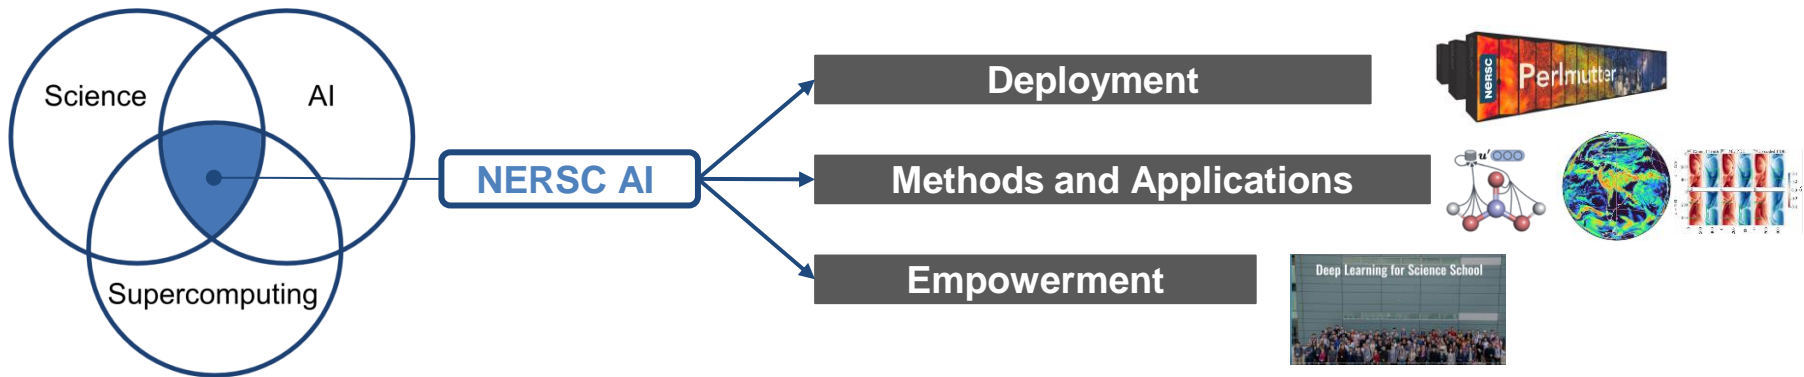 Science
AI
Supercomputing
NERSC AI
Deployment
Methods and Applications
Empowerment
NERSC
Perlmutter
u'
Deep Learning for Science School